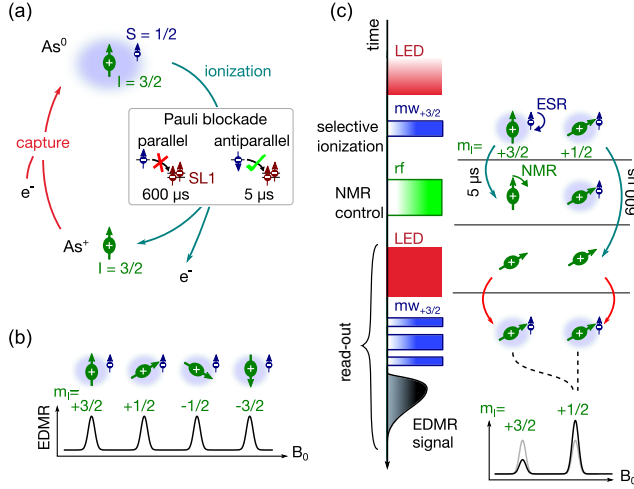 (a)
As0
S = 1/2
I = 3/2
ionization
Pauli blockade
parallel
antiparallel
SL1
600 µs
5 µs
capture
e-
As+
I = 3/2
e-
(b)
mI=
+3/2
+1/2
-1/2
-3/2
EDMR
B0
(c)
time
LED
selective
ionization
mw+3/2
ESR
mI=
+3/2
+1/2
rf
NMR
control
5 µs
NMR
600 µs
LED
read-out
mw+3/2
EDMR
signal
mI=
+3/2
+1/2
B0